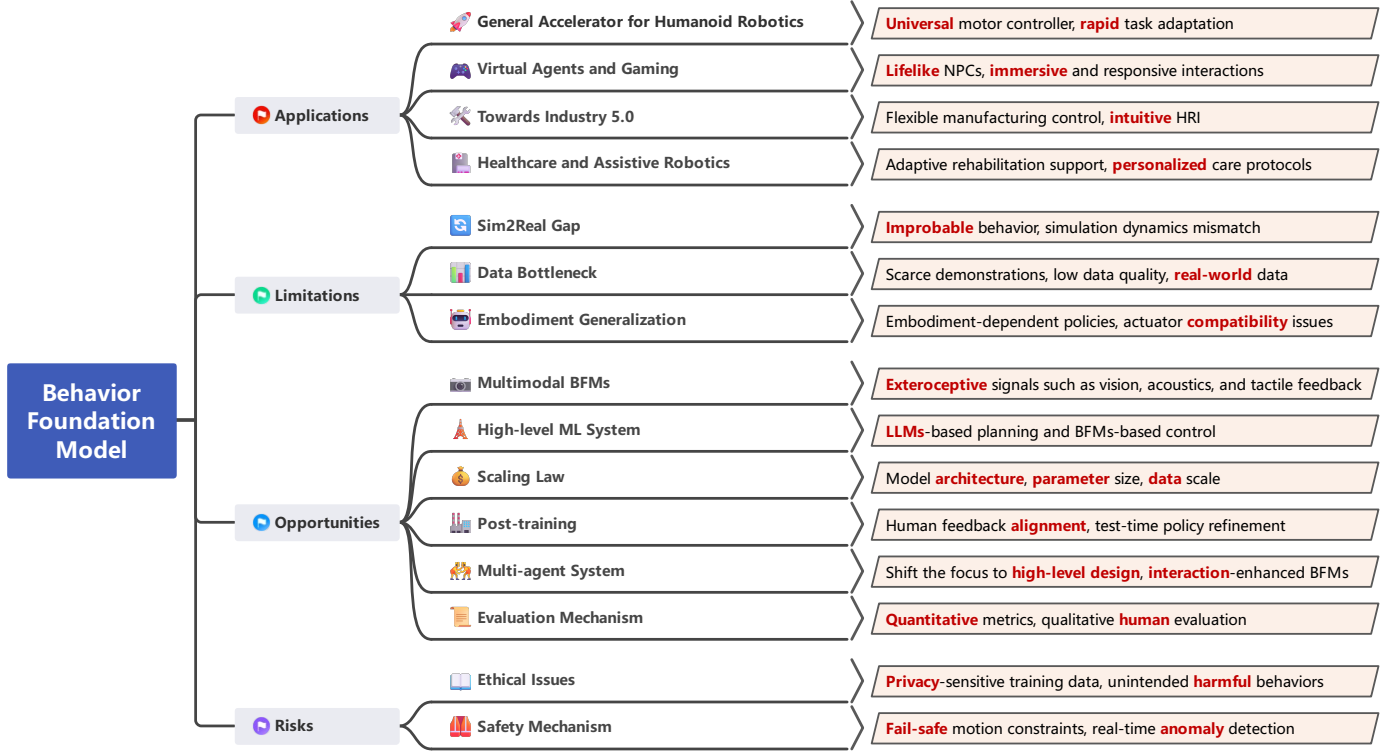 Behavior
Foundation
Model
Applications
General Accelerator for Humanoid Robotics
Universal motor controller, rapid task adaptation
Virtual Agents and Gaming
Lifelike NPCs, immersive and responsive interactions
Towards Industry 5.0
Flexible manufacturing control, intuitive HRI
Healthcare and Assistive Robotics
Adaptive rehabilitation support, personalized care protocols
Limitations
Sim2Real Gap
Improbable behavior, simulation dynamics mismatch
Data Bottleneck
Scarce demonstrations, low data quality, real-world data
Embodiment Generalization
Embodiment-dependent policies, actuator compatibility issues
Opportunities
Multimodal BFMs
Exteroceptive signals such as vision, acoustics, and tactile feedback
High-level ML System
LLMs-based planning and BFMs-based control
Scaling Law
Model architecture, parameter size, data scale
Post-training
Human feedback alignment, test-time policy refinement
Multi-agent System
Shift the focus to high-level design, interaction-enhanced BFMs
Evaluation Mechanism
Quantitative metrics, qualitative human evaluation
Risks
Ethical Issues
Privacy-sensitive training data, unintended harmful behaviors
Safety Mechanism
Fail-safe motion constraints, real-time anomaly detection